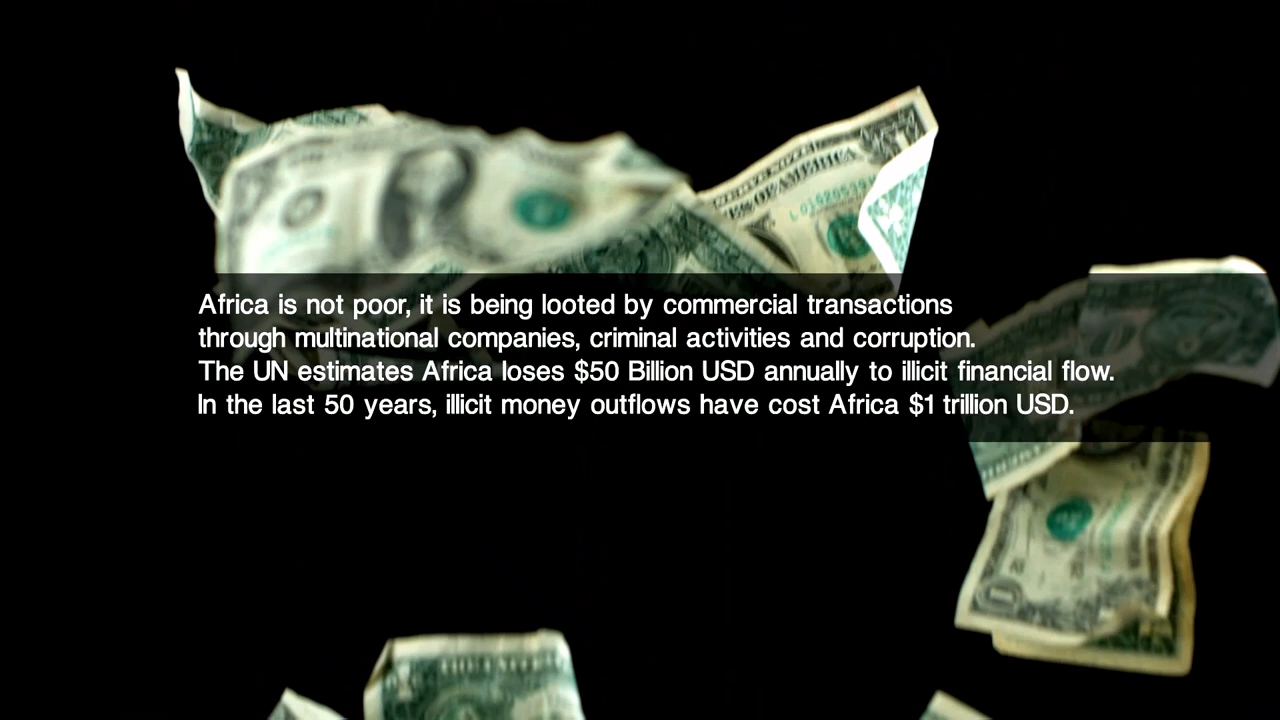 Africa is not poor, it is being looted by commercial transactions
through multinational companies, criminal activities and corruption.
The UN estimates Africa loses $50 Billion USD annually to illicit financial flow.
In the last 50 years, illicit money outflows have cost Africa $1 trillion USD.